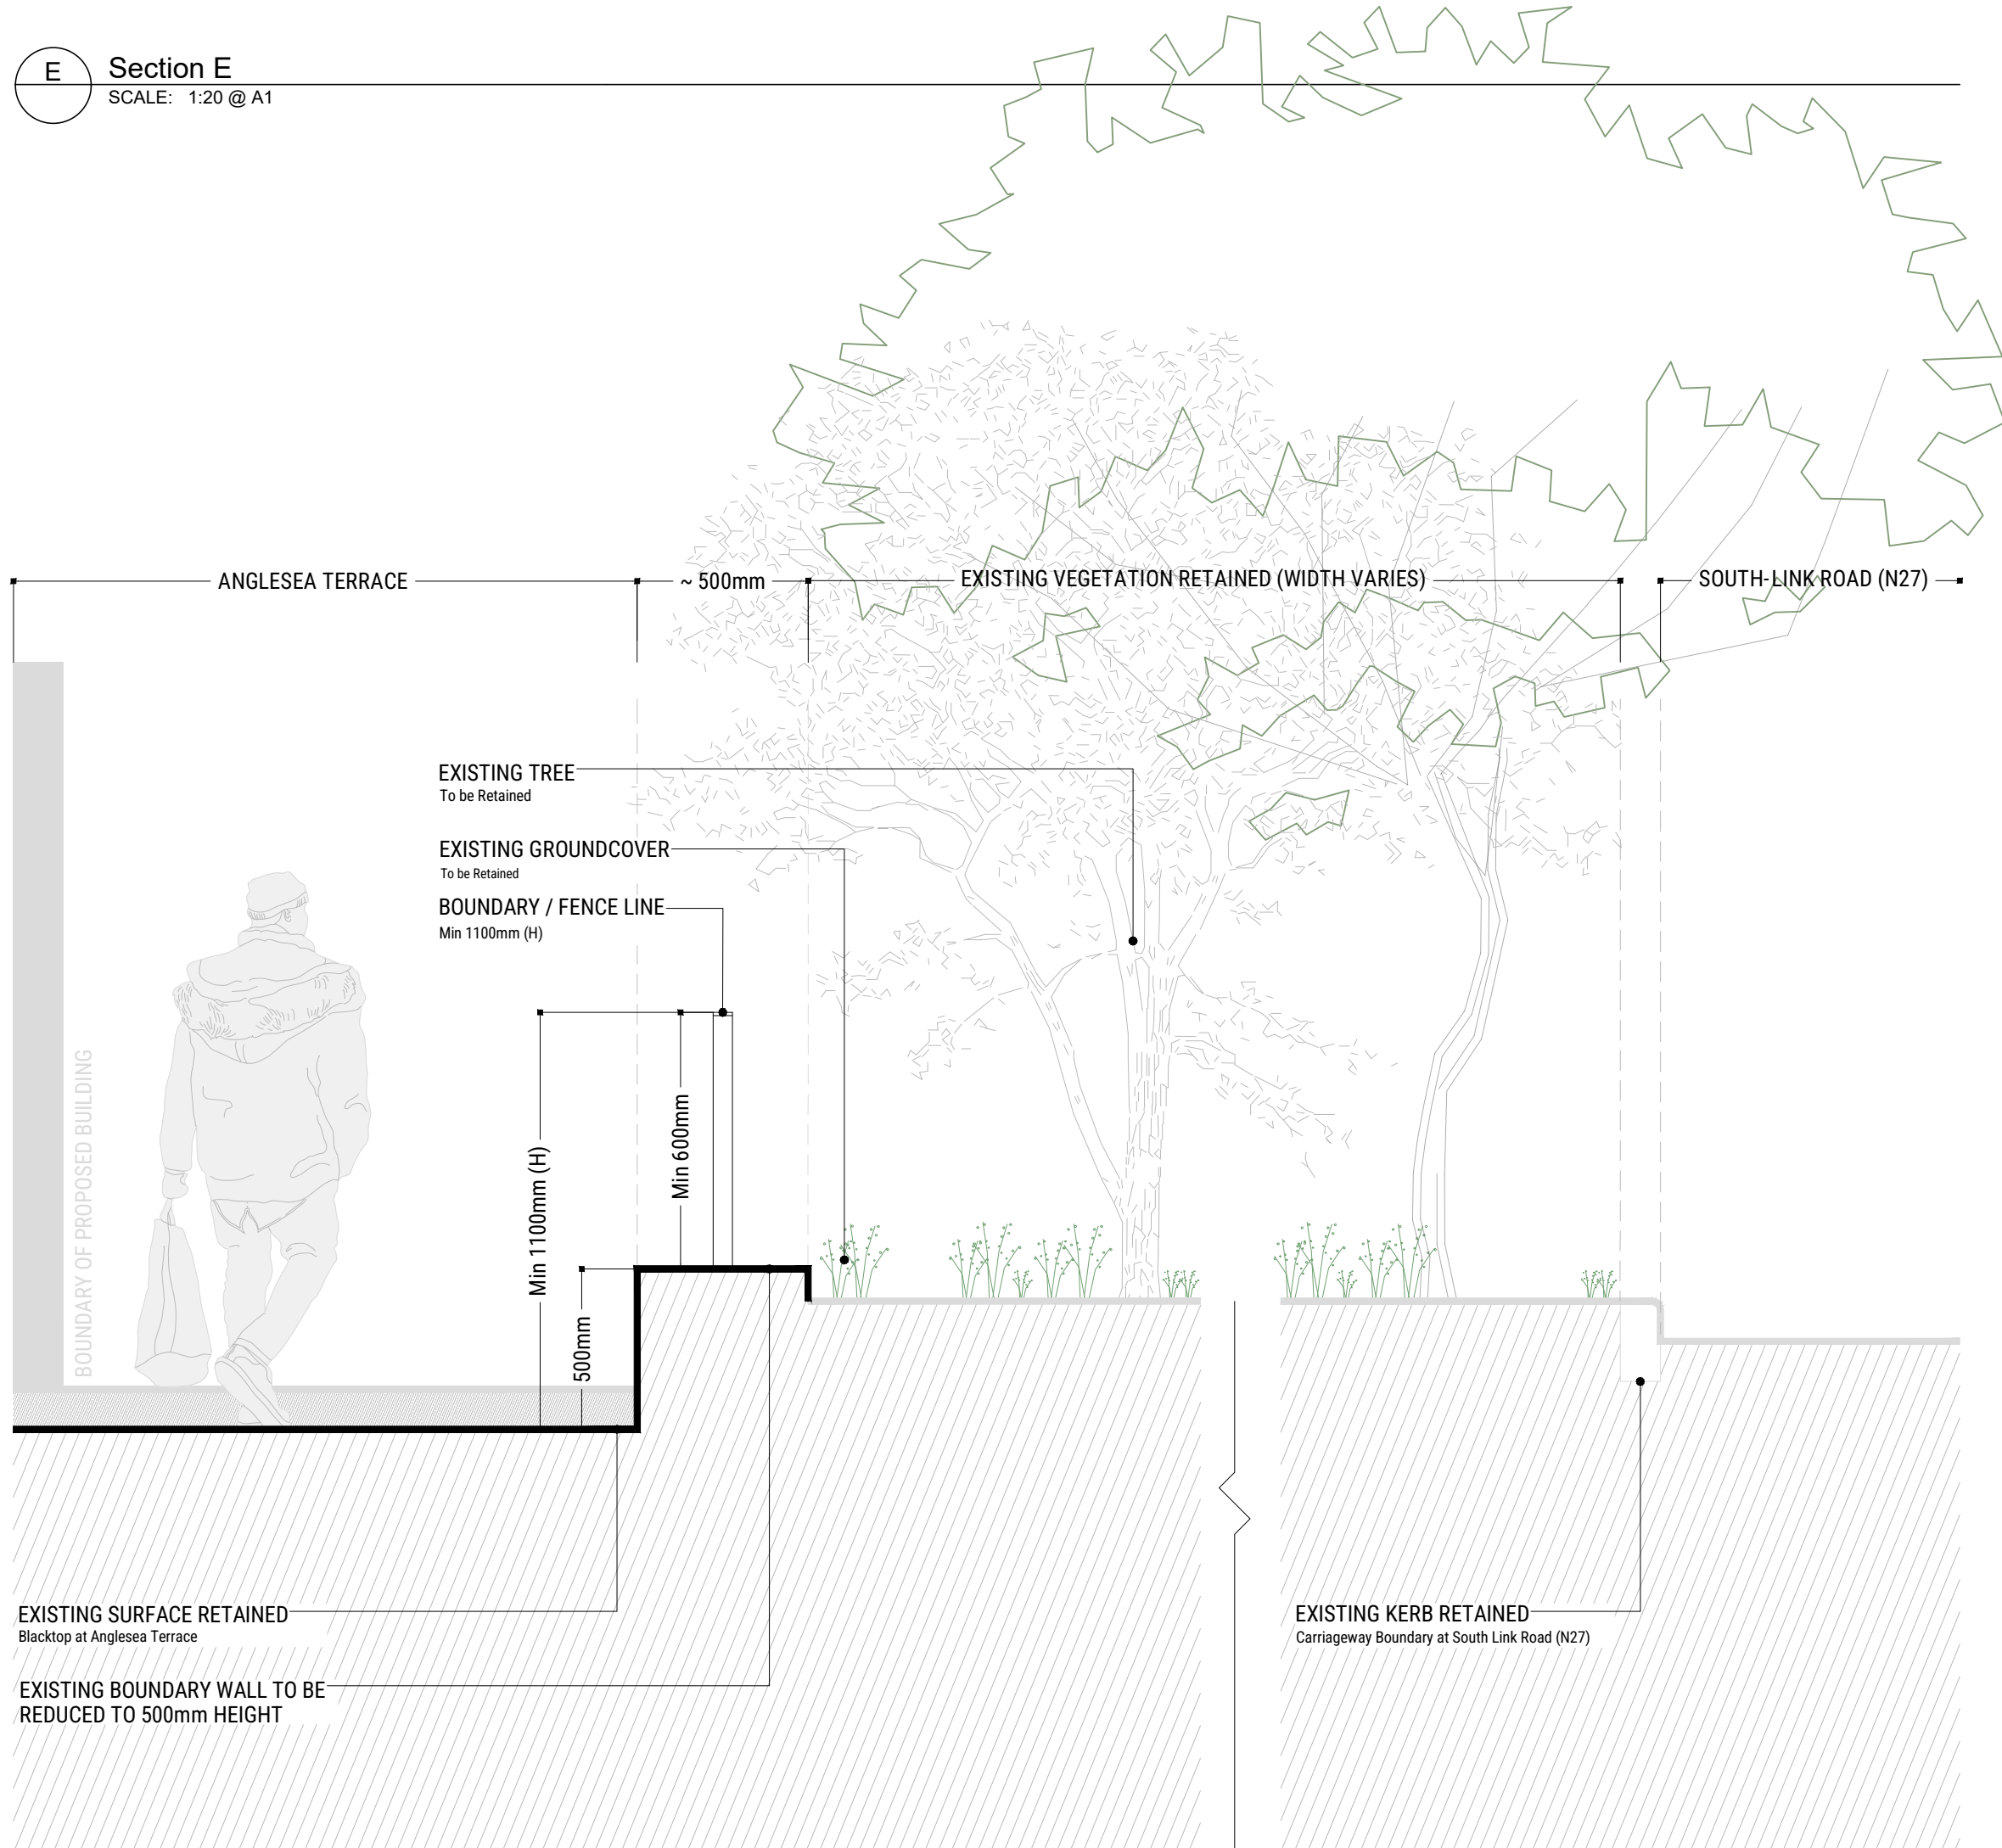 E
Section E
SCALE: 1:20 @ A1
ANGLESEA TERRACE
~ 500mm
EXISTING VEGETATION RETAINED (WIDTH VARIES)
SOUTH-LINK ROAD (N27)
EXISTING TREE
To be Retained
EXISTING GROUNDCOVER
To be Retained
BOUNDARY / FENCE LINE
Min 1100mm (H)
BOUNDARY OF PROPOSED BUILDING
Min 1100mm (H)
Min 600mm
500mm
EXISTING SURFACE RETAINED
Blacktop at Anglesea Terrace
EXISTING KERB RETAINED
Carriageway Boundary at South Link Road (N27)
EXISTING BOUNDARY WALL TO BE
REDUCED TO 500mm HEIGHT